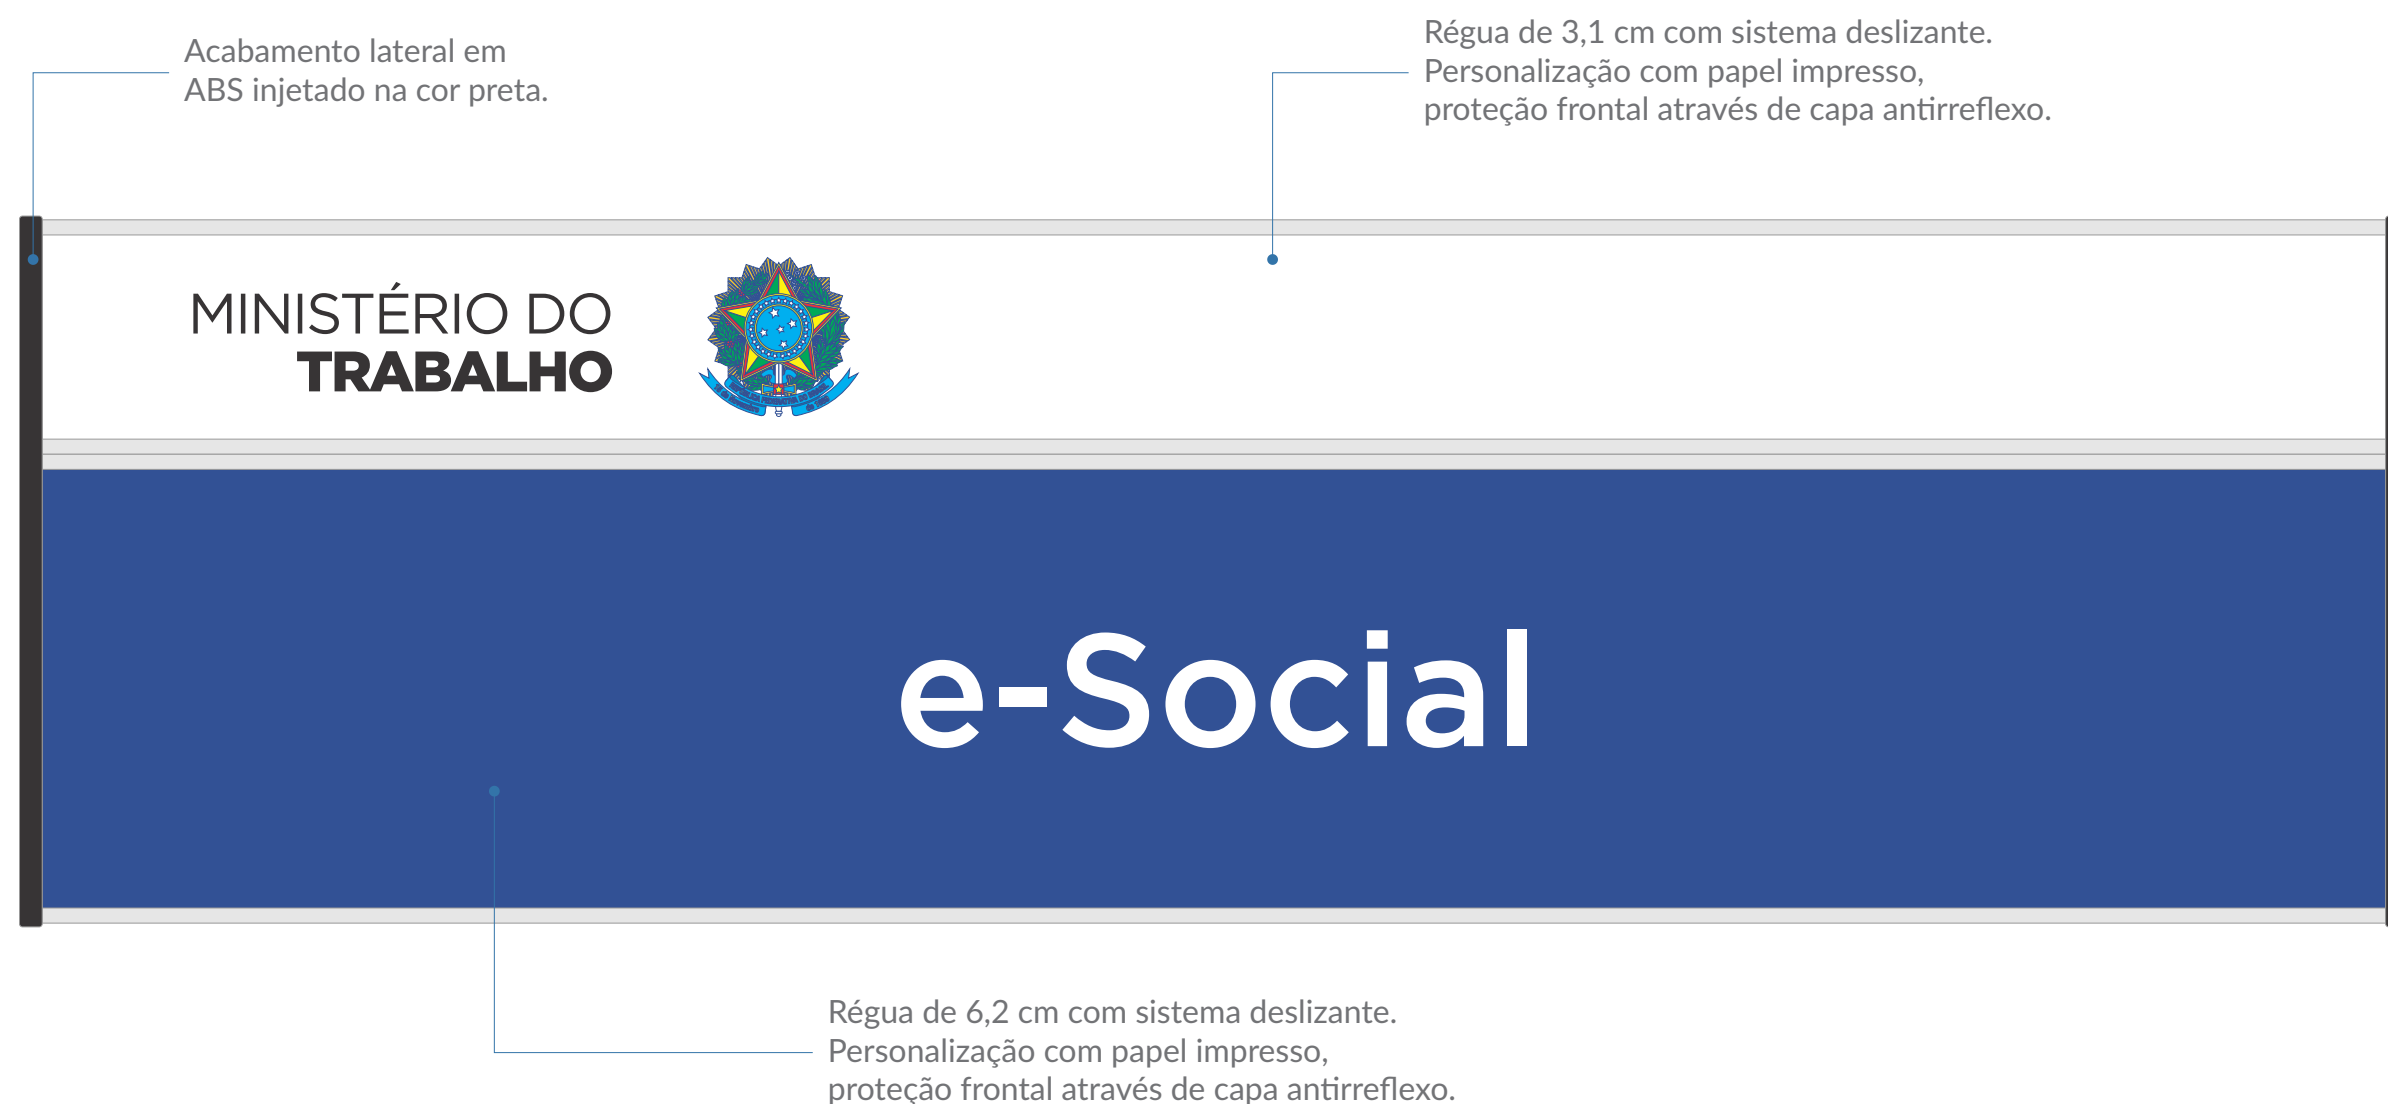 Acabamento lateral em
ABS injetado na cor preta.
Régua de 3,1 cm com sistema deslizante.
Personalização com papel impresso,
proteção frontal através de capa antirreflexo.
MINISTÉRIO DO
TRABALHO
e-Social
Régua de 6,2 cm com sistema deslizante.
Personalização com papel impresso,
proteção frontal através de capa antirreflexo.